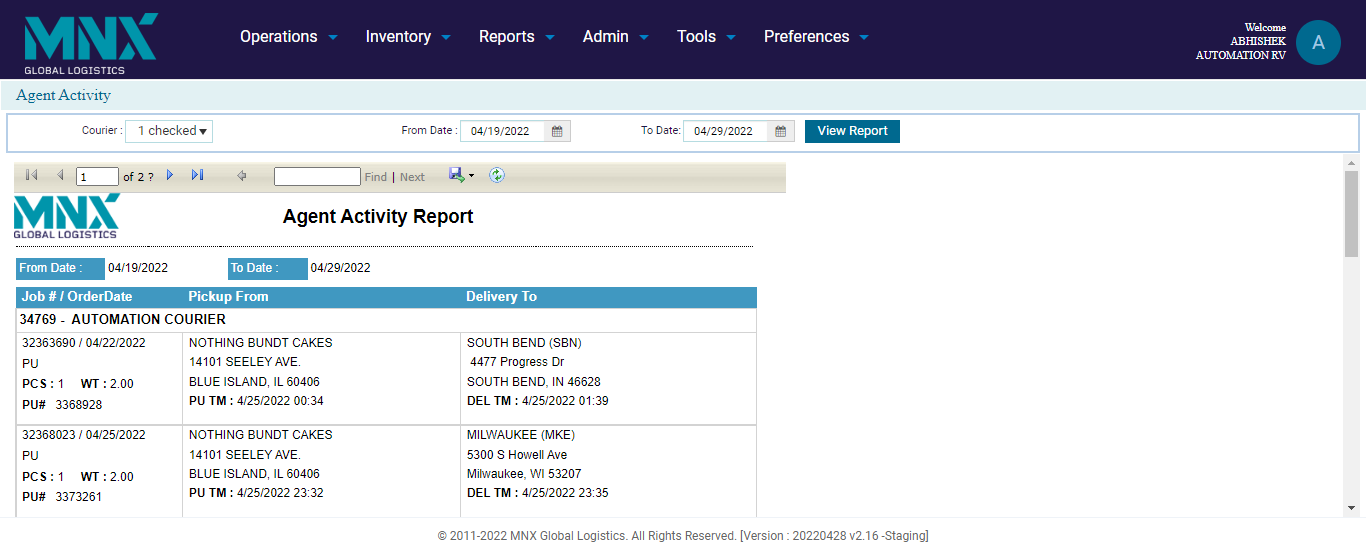 MNX
GLOBAL LOGISTICS
Operations Inventory Reports Admin Tools Preferences
Welcome
ABHISHEK
AUTOMATION RV
A
Agent Activity
Courier : 1 checked From Date : 04/19/2022 To Date: 04/29/2022 View Report
1 of 2 ? Find | Next
MNX
GLOBAL LOGISTICS
Agent Activity Report
From Date : 04/19/2022 To Date : 04/29/2022
Job # / OrderDate Pickup From Delivery To
34769 - AUTOMATION COURIER
32363690 / 04/22/2022 NOTHING BUNDT CAKES SOUTH BEND (SBN)
PU 14101 SEELEY AVE. 4477 Progress Dr
PCS : 1 WT : 2.00 BLUE ISLAND, IL 60406 SOUTH BEND, IN 46628
PU# 3368928 PU TM : 4/25/2022 00:34 DEL TM : 4/25/2022 01:39
32368023 / 04/25/2022 NOTHING BUNDT CAKES MILWAUKEE (MKE)
PU 14101 SEELEY AVE. 5300 S Howell Ave
PCS : 1 WT : 2.00 BLUE ISLAND, IL 60406 Milwaukee, WI 53207
PU# 3373261 PU TM : 4/25/2022 23:32 DEL TM : 4/25/2022 23:35
© 2011-2022 MNX Global Logistics. All Rights Reserved. [Version : 20220428 v2.16 -Staging]